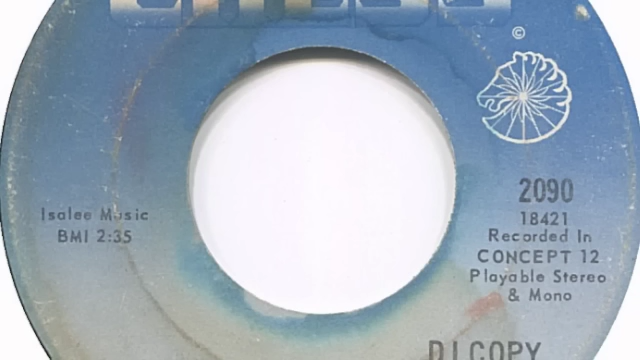 ©
2090
18421
Recorded In
CONCEPT 12
Playable Stereo
& Mono
Isalee Music
BMI 2:35
DJ COPY